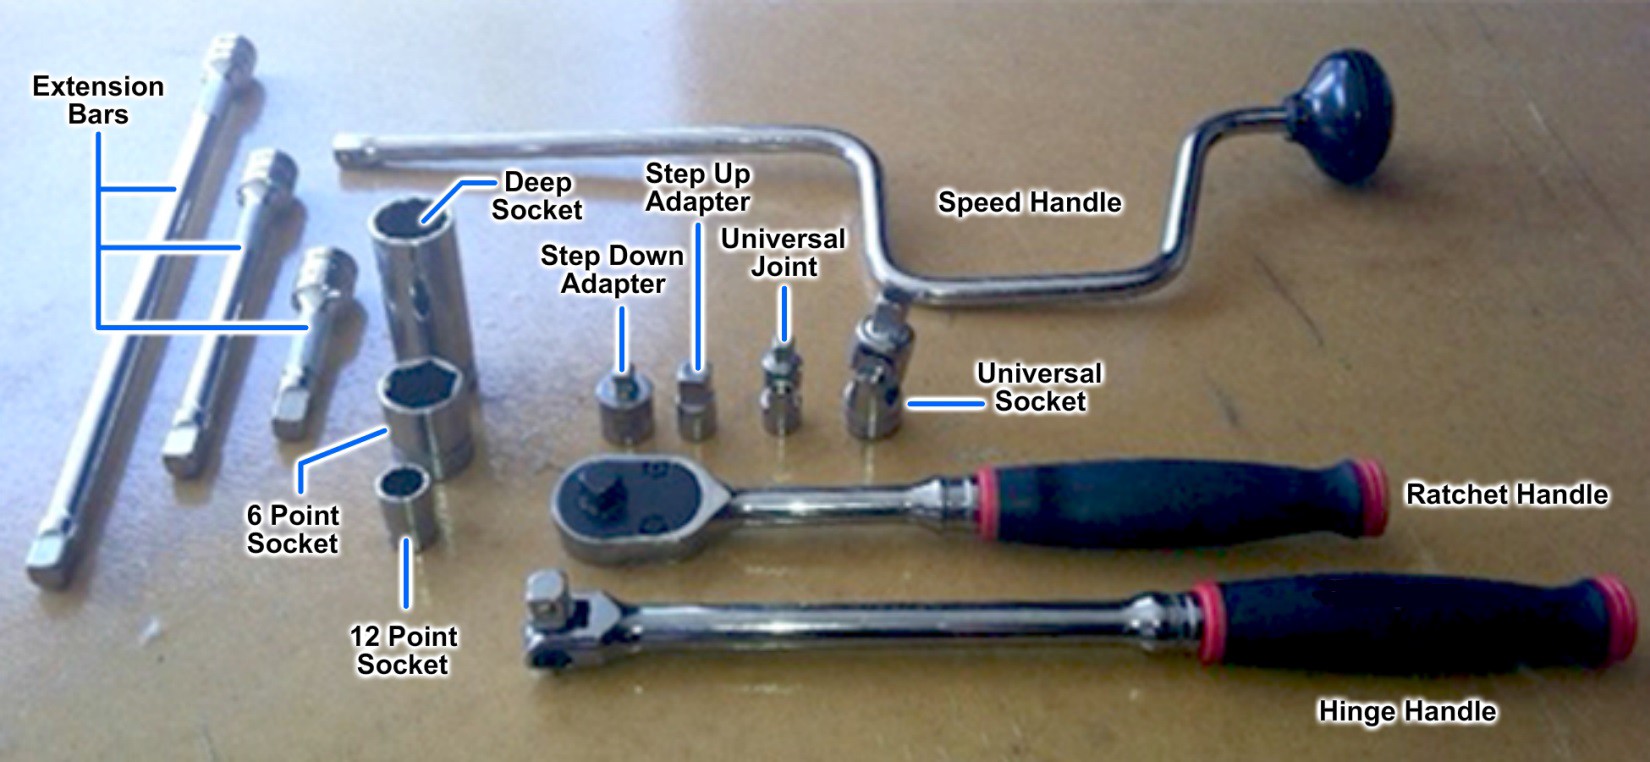 Extension
Bars
Deep
Socket
Step Up
Adapter
Speed Handle
Step Down
Adapter
Universal
Joint
Universal
Socket
6 Point
Socket
Ratchet Handle
12 Point
Socket
Hinge Handle